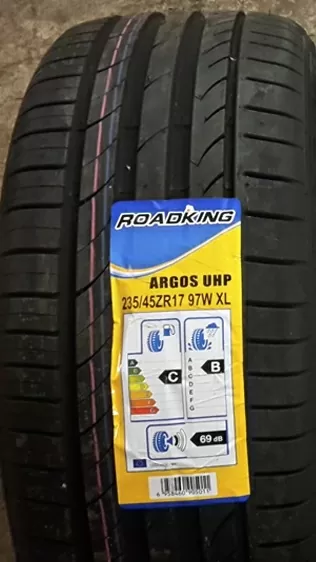 ROADKING
ARGOS UHP
235/45ZR17 97W XL
A
B
C
D
E
F
G
C
B
69 dB